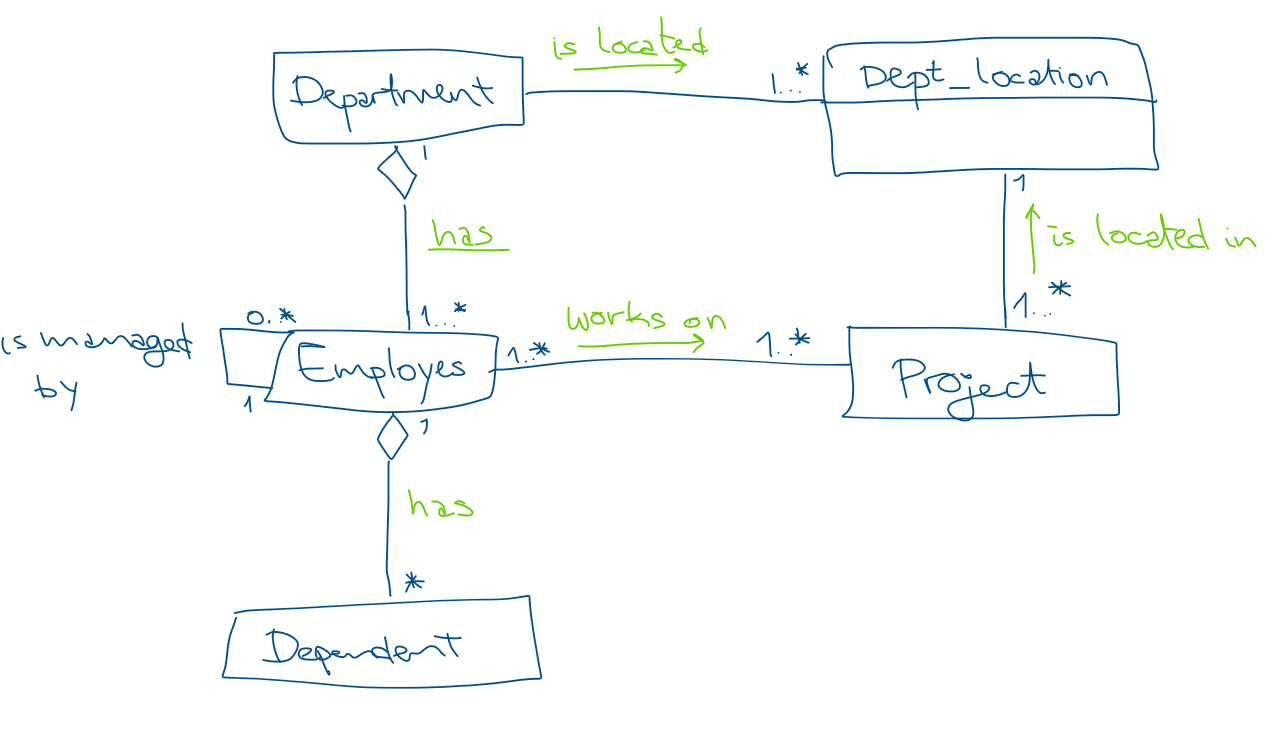 is located
Department
1..*
Dept_location
1
1
has
is located in
1..*
1..*
0..*
works on
is managed
by
Employes
1..*
1..*
Project
1
1
has
*
Dependent